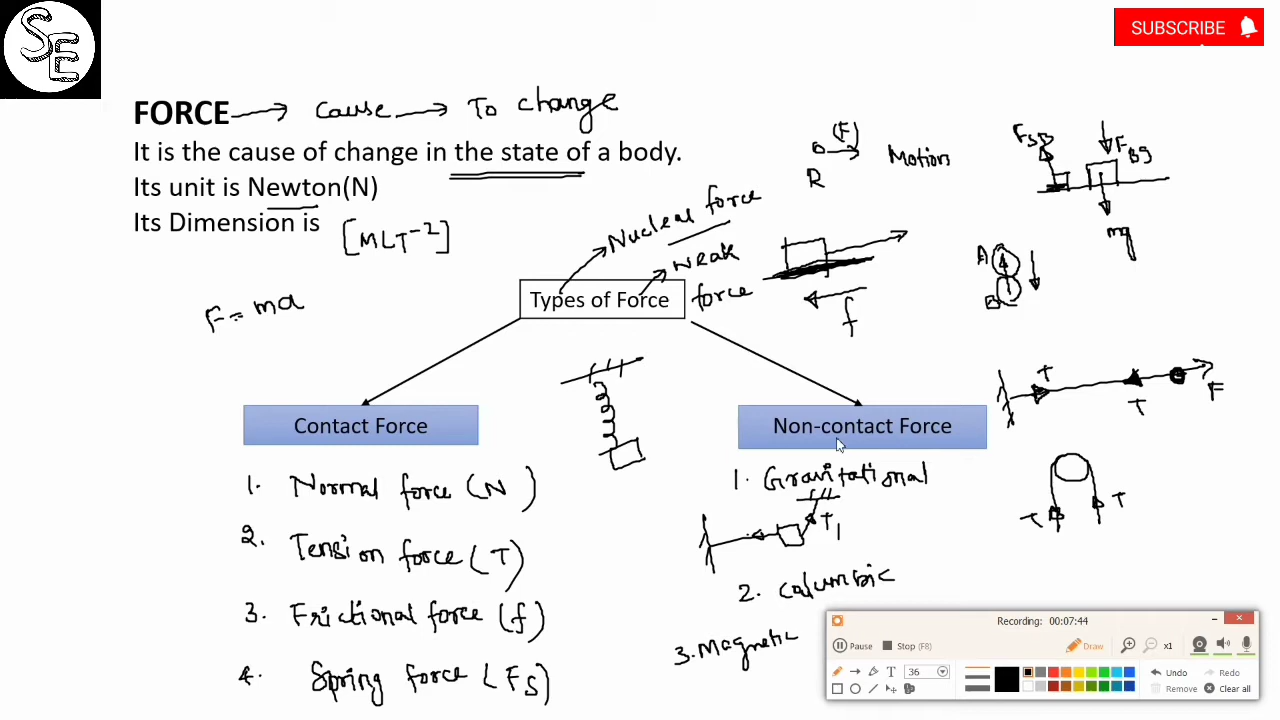 SE
SUBSCRIBE
FORCE → Cause → To change
It is the cause of change in the state of a body.
Its unit is Newton(N)
Its Dimension is [MLT⁻²]
(F)
R
Motion
F
mg
A
Nuclear force
weak
force
f
F = ma
Types of Force
T
T
F
Contact Force
Non-contact Force
1. Normal force (N)
2. Tension force (T)
3. Frictional force (f)
4. Spring force (FS)
1. Gravitational
T1
T
T
3. Magnetic
Recording: 00:07:44
Pause
Stop (F8)
Draw
x1
T
36
Undo
Redo
Remove
Clear all